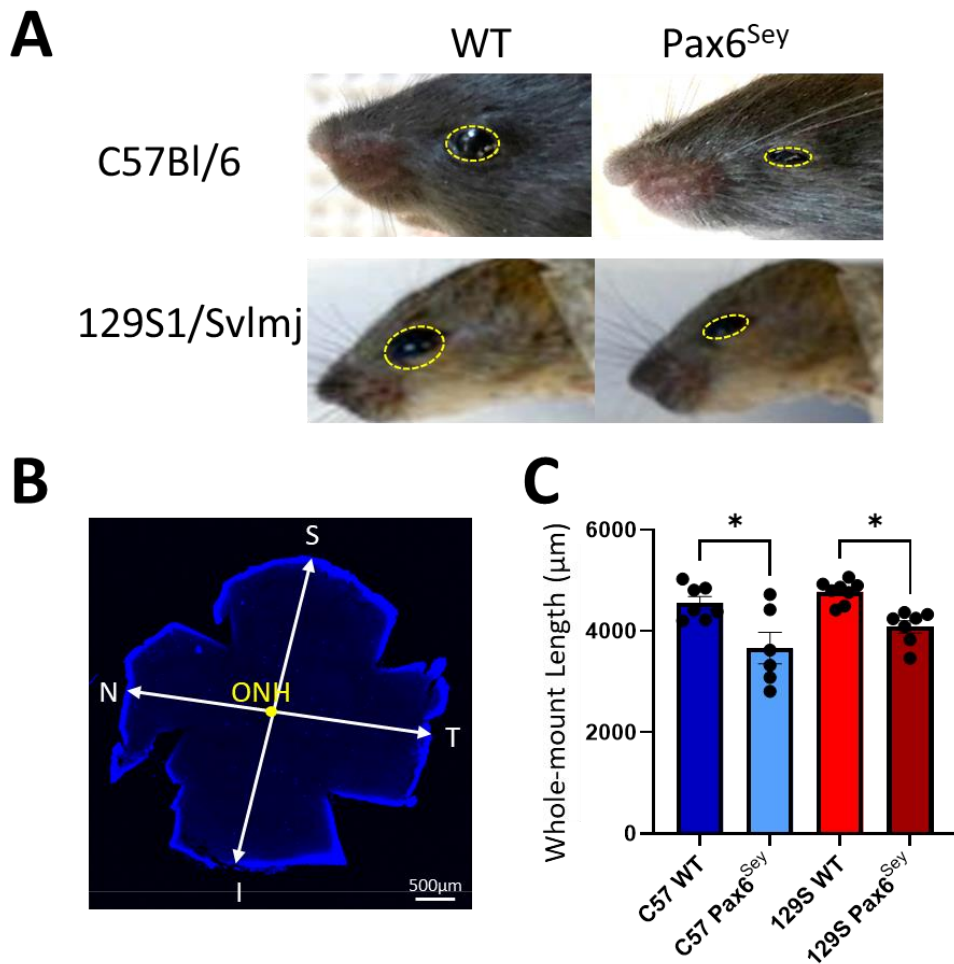 A
WT
Pax6Sey
C57Bl/6
129S1/Svlmj
B
S
N
ONH
T
I
500µm
C
Whole-mount Length (µm)
6000
4000
2000
0
*
*
C57 WT
C57 Pax6Sey
129S WT
129S Pax6Sey